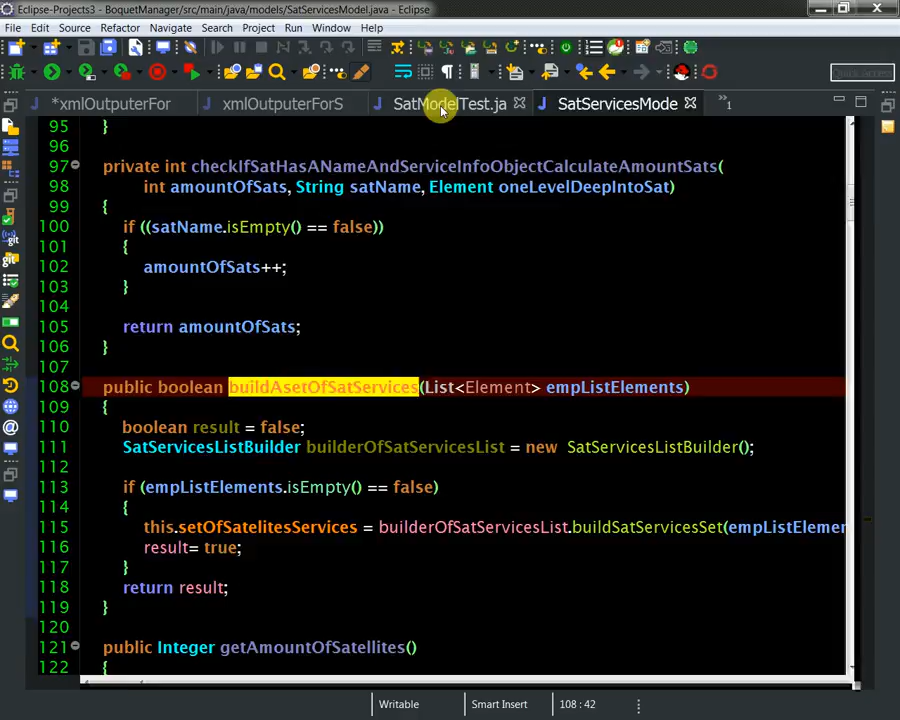 Eclipse-Projects3 - BoquetManager/src/main/java/models/SatServicesModel.java - Eclipse
File Edit Source Refactor Navigate Search Project Run Window Help
*xmlOutputerFor xmlOutputerForS SatModelTest.ja SatServicesMode »1
95 }
96
97 private int checkIfSatHasANameAndServiceInfoObjectCalculateAmountSats(
98 int amountOfSats, String satName, Element oneLevelDeepIntoSat)
99 {
100 if ((satName.isEmpty() == false))
101 {
102 amountOfSats++;
103 }
104
105 return amountOfSats;
106 }
107
108 public boolean buildAsetOfSatServices(List<Element> empListElements)
109 {
110 boolean result = false;
111 SatServicesListBuilder builderOfSatServicesList = new SatServicesListBuilder();
112
113 if (empListElements.isEmpty() == false)
114 {
115 this.setOfSatelitesServices = builderOfSatServicesList.buildSatServicesSet(empListElemer
116 result= true;
117 }
118 return result;
119 }
120
121 public Integer getAmountOfSatellites()
122 {
Writable Smart Insert 108 : 42